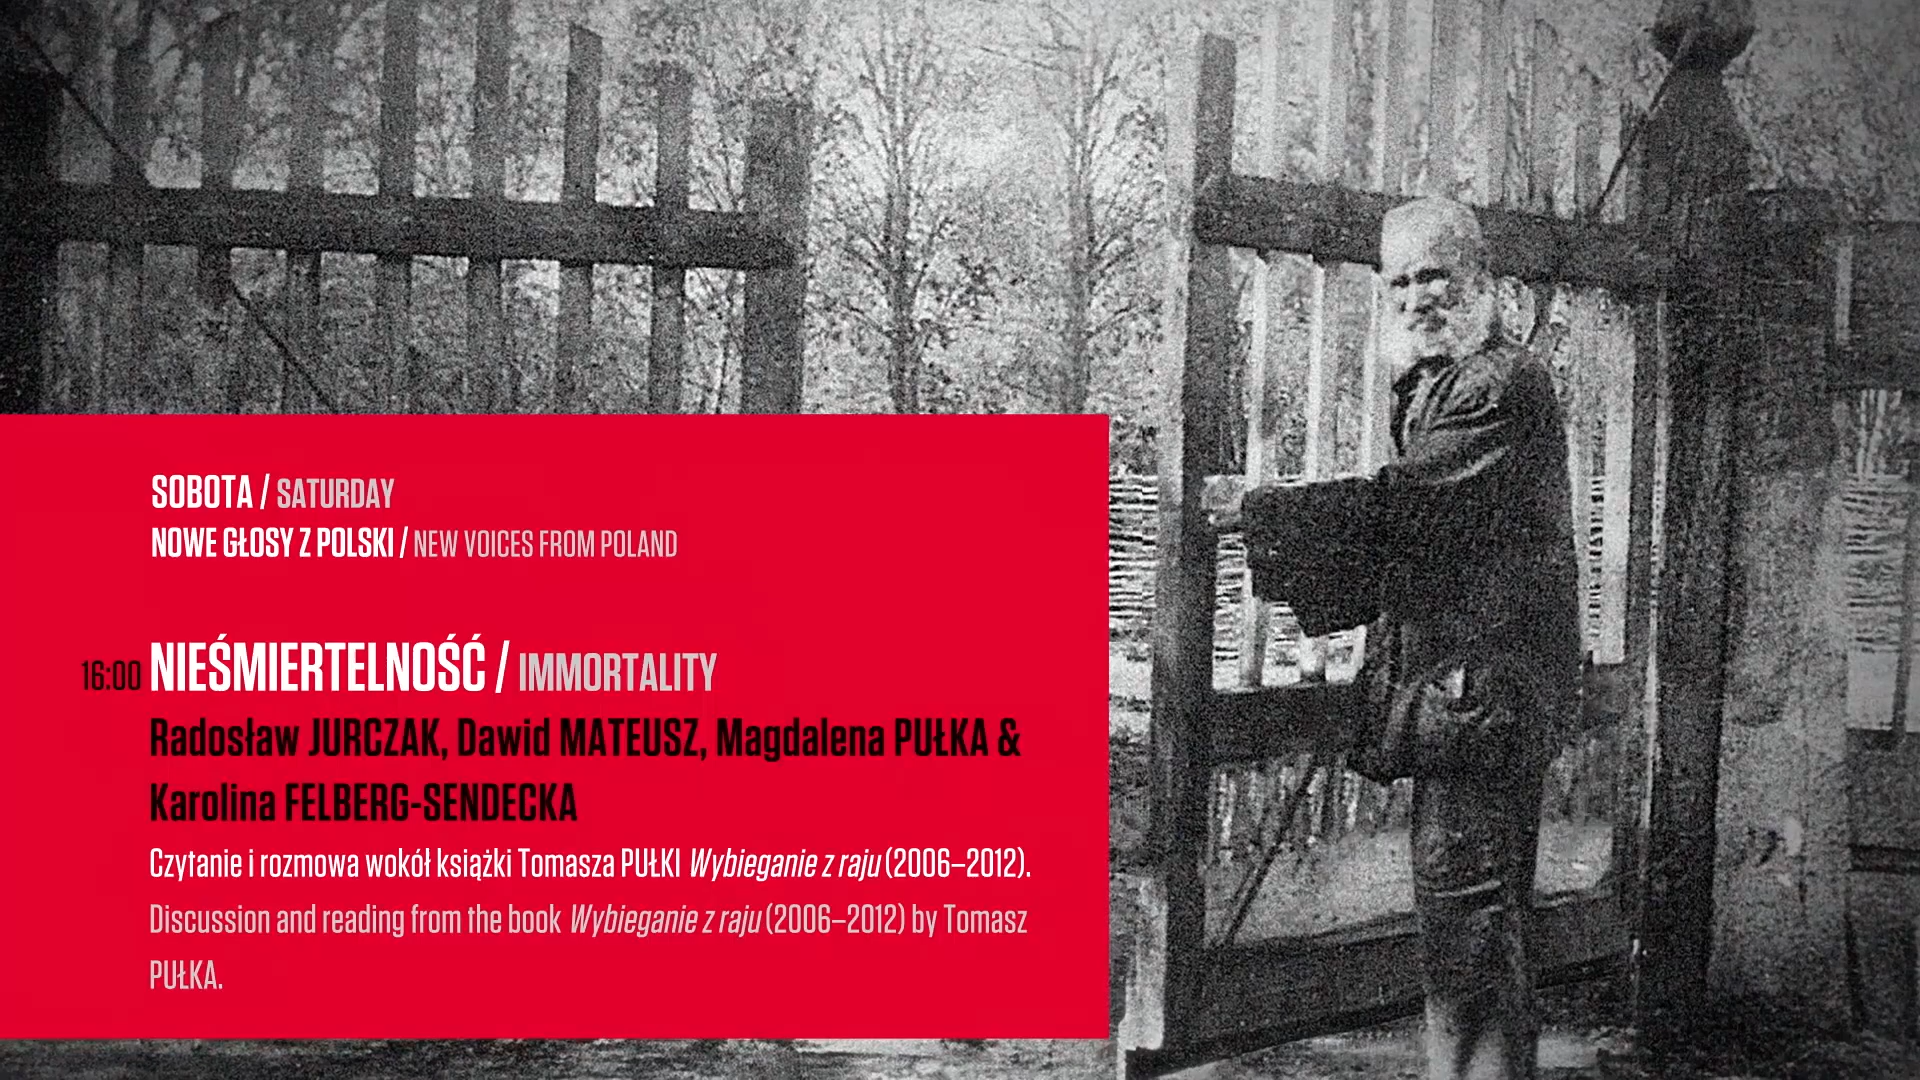 SOBOTA / SATURDAY
NOWE GŁOSY Z POLSKI / NEW VOICES FROM POLAND
16:00 NIEŚMIERTELNOŚĆ / IMMORTALITY
Radosław JURCZAK, Dawid MATEUSZ, Magdalena PUŁKA &
Karolina FELBERG-SENDECKA
Czytanie i rozmowa wokół książki Tomasza PUŁKI Wybieganie z raju (2006–2012).
Discussion and reading from the book Wybieganie z raju (2006–2012) by Tomasz
PUŁKA.